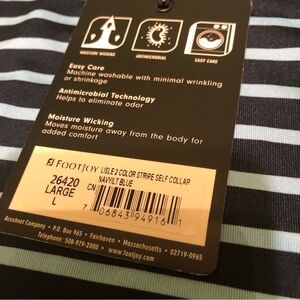 MOISTURE WICKING
ANTIMICROBIAL
EASY CARE
Easy Care
Machine washable with minimal wrinkling
or shrinkage
Antimicrobial Technology
Helps to eliminate odor
Moisture Wicking
Moves moisture away from the body for
added comfort
FJ FOOTJOY
LISLE 2 COLOR STRIPE SELF COLLAR
26420
CN
NAVY/LT BLUE
LARGE
L
7 06843 94916 1
Acushnet Company • P.O. Box 965 • Fairhaven • Massachusetts • 02719-0965
Telephone: 508-979-2000 • www.footjoy.com